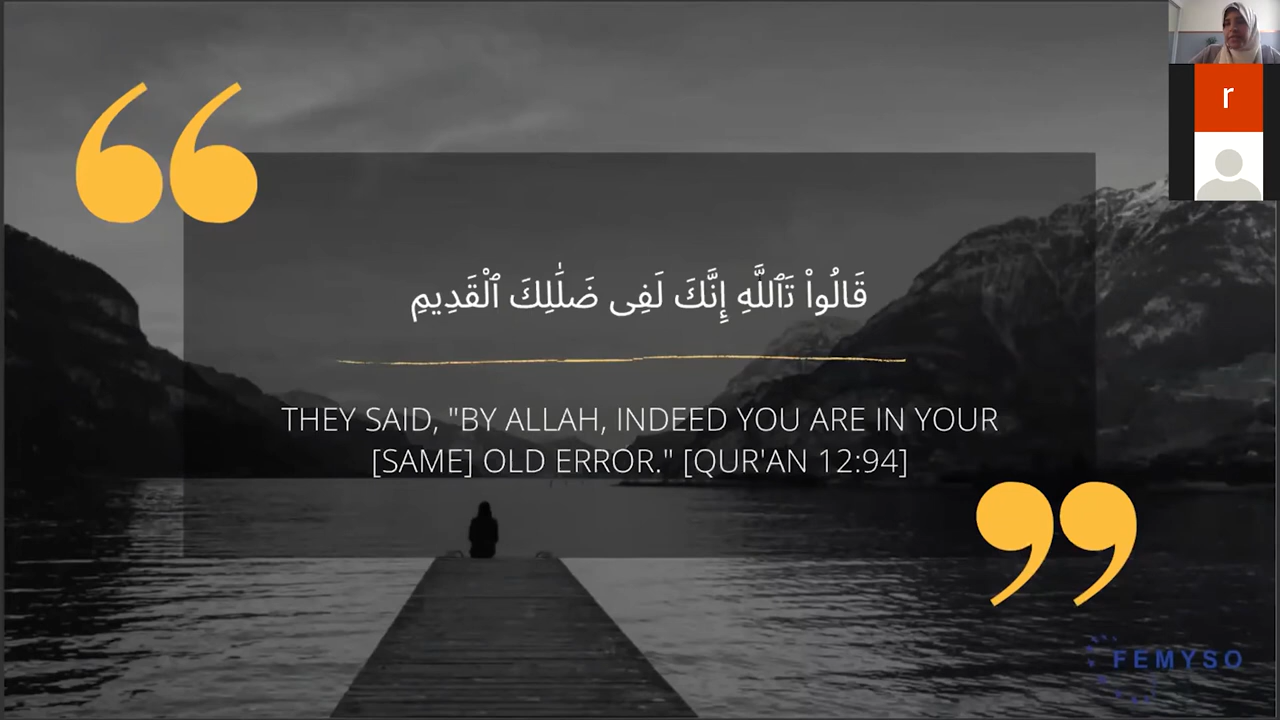 r
قَالُوا۟ تَٱللَّهِ إِنَّكَ لَفِى ضَلَـٰلِكَ ٱلْقَدِيمِ
THEY SAID, "BY ALLAH, INDEED YOU ARE IN YOUR
[SAME] OLD ERROR." [QUR'AN 12:94]
FEMYSO